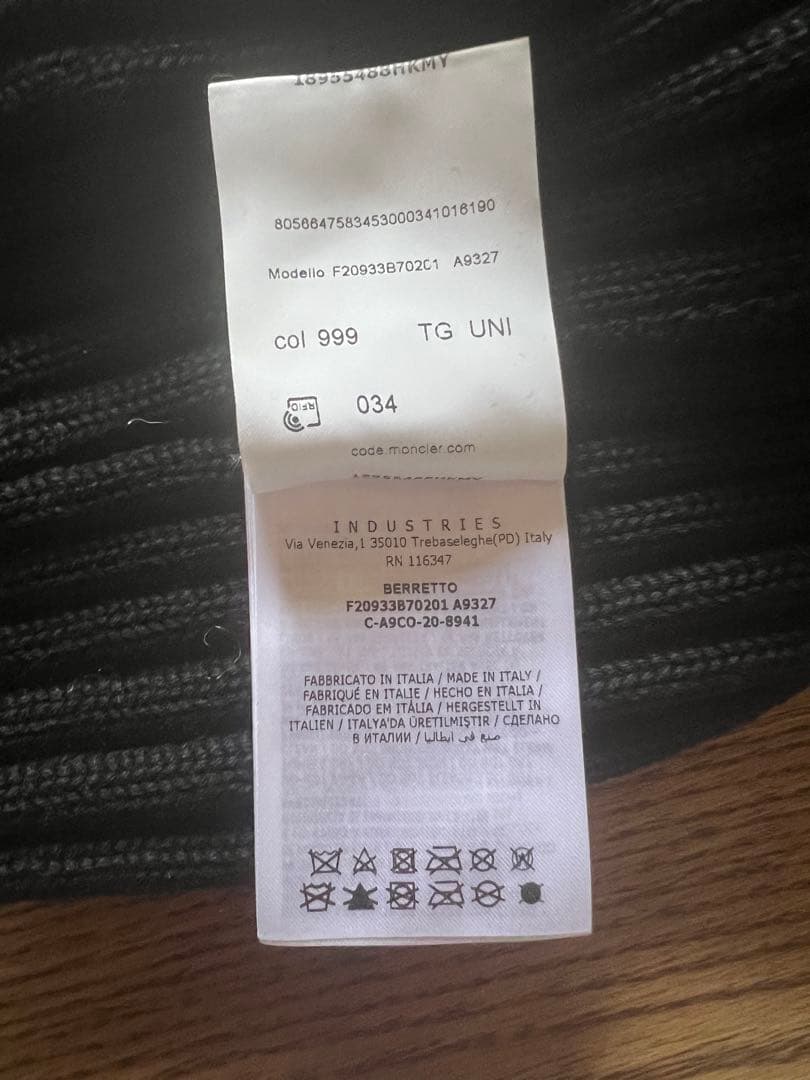 18955488HKMY
8056647583453000341016190
Modello F20933B70201 A9327
col 999 TG UNI
RFID 034
code.moncler.com
INDUSTRIES
Via Venezia,1 35010 Trebaseleghe(PD) Italy
RN 116347
BERRETTO
F20933B70201 A9327
C-A9CO-20-8941
FABBRICATO IN ITALIA / MADE IN ITALY /
FABRIQUÉ EN ITALIE / HECHO EN ITALIA /
FABRICADO EM ITÁLIA / HERGESTELLT IN
ITALIEN / ITALYA'DA ÜRETILMIŞTIR / СДЕЛАНО
В ИТАЛИИ / صنع في ايطاليا